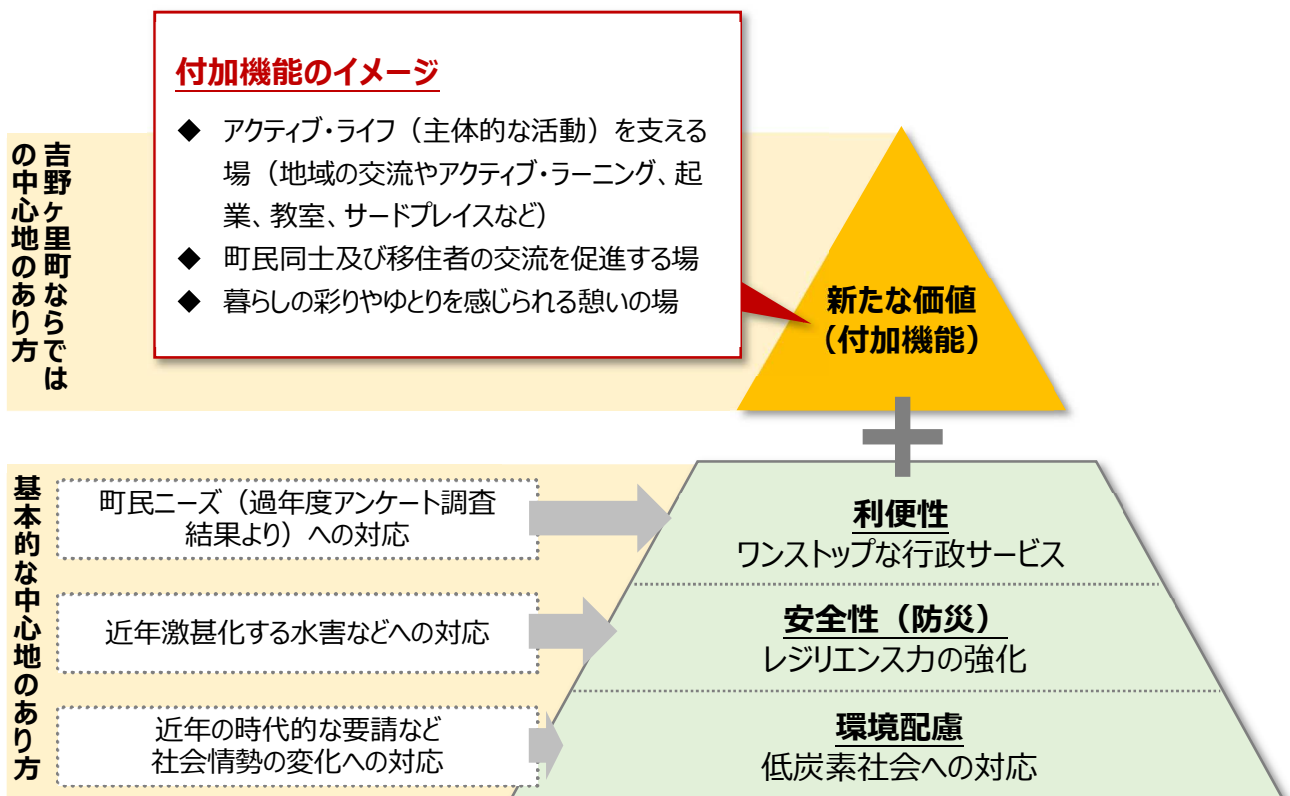 付加機能のイメージ
◆ アクティブ・ライフ（主体的な活動）を支える
場（地域の交流やアクティブ・ラーニング、起
業、教室、サードプレイスなど）
◆ 町民同士及び移住者の交流を促進する場
◆ 暮らしの彩りやゆとりを感じられる憩いの場
吉野ヶ里町ならでは
の中心地のあり方
新たな価値
（付加機能）
基本的な中心地のあり方
町民ニーズ（過年度アンケート調査
結果より）への対応
利便性
ワンストップな行政サービス
近年激甚化する水害などへの対応
安全性（防災）
レジリエンス力の強化
近年の時代的な要請など
社会情勢の変化への対応
環境配慮
低炭素社会への対応